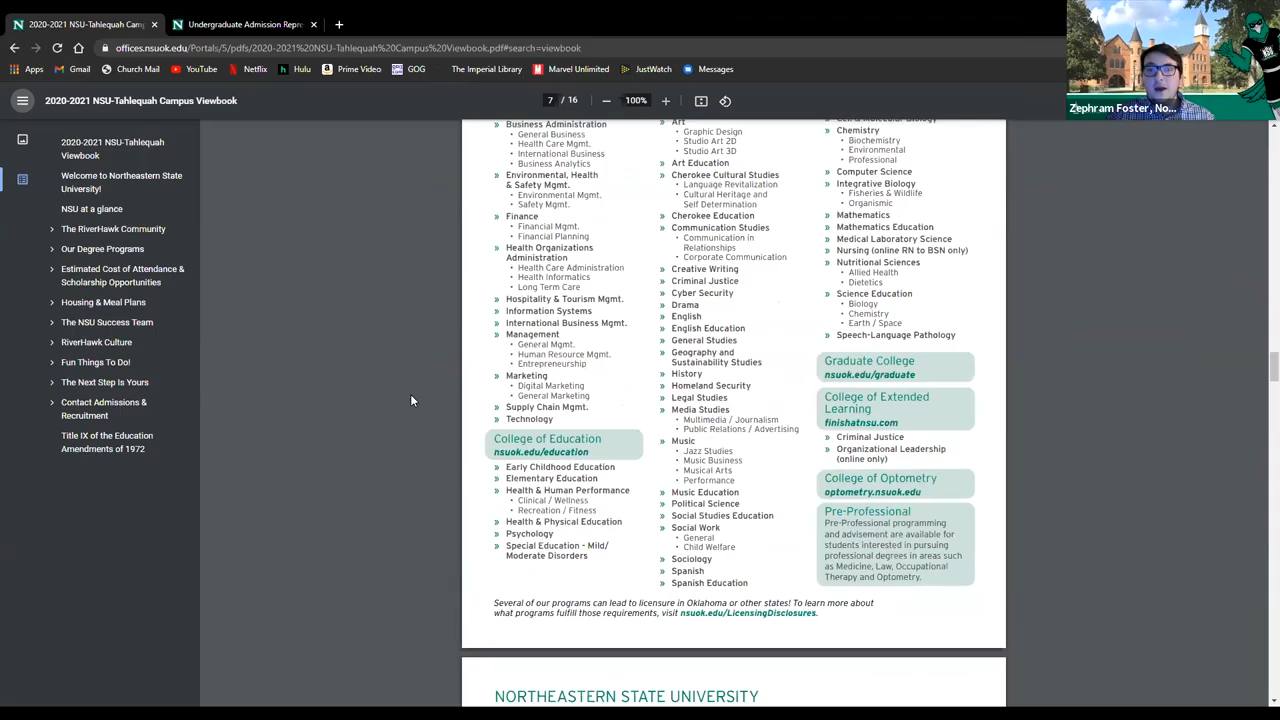 2020-2021 NSU-Tahlequah Cam
Undergraduate Admission Repre
offices.nsuok.edu/Portals/5/pdfs/2020-2021%20NSU-Tahlequah%20Campus%20Viewbook.pdf#search=viewbook
Apps
Gmail
Church Mail
YouTube
Netflix
Hulu
Prime Video
GOG
The Imperial Library
Marvel Unlimited
JustWatch
Messages
Zephram Foster, No...
2020-2021 NSU-Tahlequah Campus Viewbook
7 / 16
100%
2020-2021 NSU-Tahlequah
Viewbook
Welcome to Northeastern State
University!
NSU at a glance
The RiverHawk Community
Our Degree Programs
Estimated Cost of Attendance &
Scholarship Opportunities
Housing & Meal Plans
The NSU Success Team
RiverHawk Culture
Fun Things To Do!
The Next Step Is Yours
Contact Admissions &
Recruitment
Title IX of the Education
Amendments of 1972
» Business Administration
• General Business
• Health Care Mgmt.
• International Business
• Business Analytics
» Environmental, Health
& Safety Mgmt.
• Environmental Mgmt.
• Safety Mgmt.
» Finance
• Financial Mgmt.
• Financial Planning
» Health Organizations
Administration
• Health Care Administration
• Health Informatics
• Long Term Care
» Hospitality & Tourism Mgmt.
» Information Systems
» International Business Mgmt.
» Management
• General Mgmt.
• Human Resource Mgmt.
• Entrepreneurship
» Marketing
• Digital Marketing
• General Marketing
» Supply Chain Mgmt.
» Technology
College of Education
nsuok.edu/education
» Early Childhood Education
» Elementary Education
» Health & Human Performance
• Clinical / Wellness
• Recreation / Fitness
» Health & Physical Education
» Psychology
» Special Education - Mild/
Moderate Disorders
» Art
• Graphic Design
• Studio Art 2D
• Studio Art 3D
» Art Education
» Cherokee Cultural Studies
• Language Revitalization
• Cultural Heritage and
Self Determination
» Cherokee Education
» Communication Studies
• Communication in
Relationships
• Corporate Communication
» Creative Writing
» Criminal Justice
» Cyber Security
» Drama
» English
» English Education
» General Studies
» Geography and
Sustainability Studies
» History
» Homeland Security
» Legal Studies
» Media Studies
• Multimedia / Journalism
• Public Relations / Advertising
» Music
• Jazz Studies
• Music Business
• Musical Arts
• Performance
» Music Education
» Political Science
» Social Studies Education
» Social Work
• General
• Child Welfare
» Sociology
» Spanish
» Spanish Education
» Cell & Molecular Biology
» Chemistry
• Biochemistry
• Environmental
• Professional
» Computer Science
» Integrative Biology
• Fisheries & Wildlife
• Organismic
» Mathematics
» Mathematics Education
» Medical Laboratory Science
» Nursing (online RN to BSN only)
» Nutritional Sciences
• Allied Health
• Dietetics
» Science Education
• Biology
• Chemistry
• Earth / Space
» Speech-Language Pathology
Graduate College
nsuok.edu/graduate
College of Extended
Learning
finishatnsu.com
» Criminal Justice
» Organizational Leadership
(online only)
College of Optometry
optometry.nsuok.edu
Pre-Professional
Pre-Professional programming
and advisement are available for
students interested in pursuing
professional degrees in areas such
as Medicine, Law, Occupational
Therapy and Optometry.
Several of our programs can lead to licensure in Oklahoma or other states! To learn more about
what programs fulfill those requirements, visit nsuok.edu/LicensingDisclosures.
NORTHEASTERN STATE UNIVERSITY